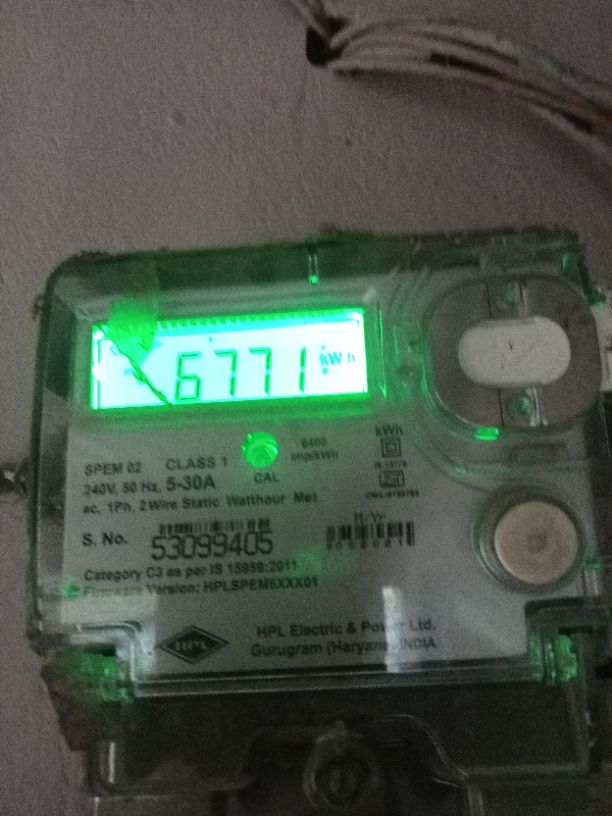 6771 kWh
SPEM 02 CLASS 1
240V, 50 Hz, 5-30A
ac, 1Ph, 2Wire Static Watthour Met
CAL
6400
imp/kWh
kWh
S. No. 53099405
M/Yr
Category C3 as per IS 15959:2011
Firmware Version: HPLSPEM6XXX01
HPL
HPL Electric & Power Ltd.
Gurugram (Haryana) INDIA